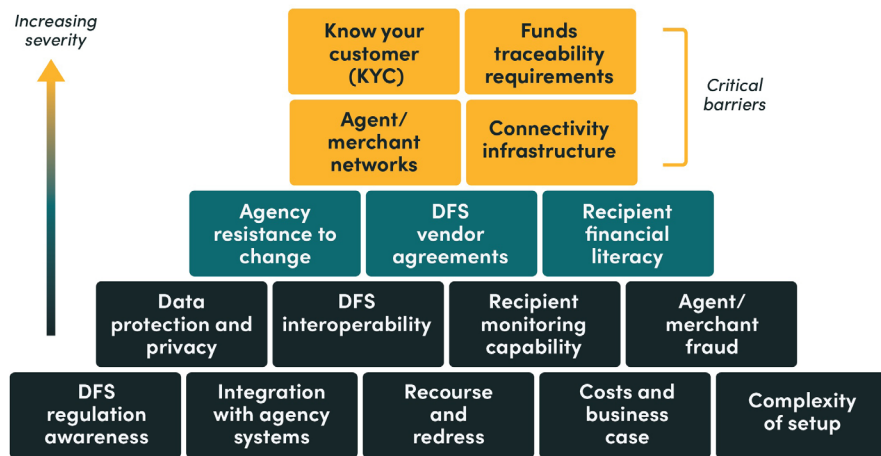 Increasing
severity
Know your
customer
(KYC)
Funds
traceability
requirements
Critical
barriers
Agent/
merchant
networks
Connectivity
infrastructure
Agency
resistance to
change
DFS
vendor
agreements
Recipient
financial
literacy
Data
protection and
privacy
DFS
interoperability
Recipient
monitoring
capability
Agent/
merchant
fraud
DFS
regulation
awareness
Integration
with agency
systems
Recourse
and
redress
Costs and
business
case
Complexity
of setup